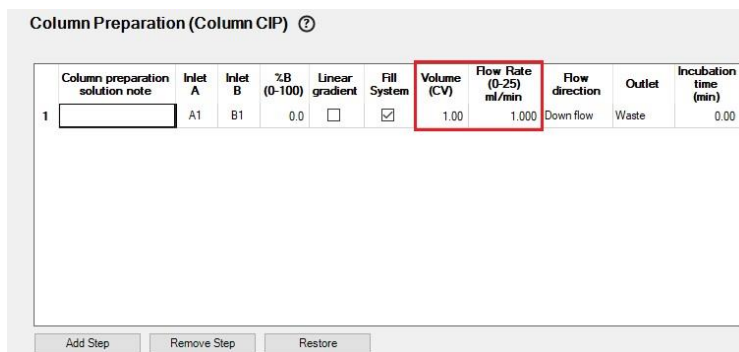 Column Preparation (Column CIP) ?
Column preparation solution note Inlet A Inlet B %B (0-100) Linear gradient Fill System Volume (CV) Flow Rate (0-25) ml/min Flow direction Outlet Incubation time (min)
1 A1 B1 0.0 1.00 1.000 Down flow Waste 0.00
Add Step Remove Step Restore